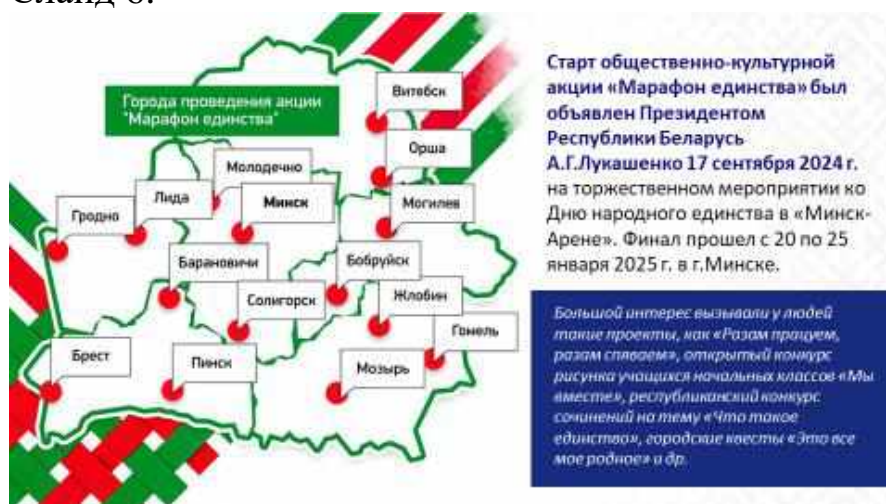 Слайд 6.
Города проведения акции
"Марафон единства"
Витебск
Орша
Молодечно
Лида
Минск
Могилев
Гродно
Барановичи
Бобруйск
Солигорск
Жлобин
Гомель
Брест
Пинск
Мозырь
Старт общественно-культурной
акции «Марафон единства» был
объявлен Президентом
Республики Беларусь
А.Г.Лукашенко 17 сентября 2024 г.
на торжественном мероприятии ко
Дню народного единства в «Минск-
Арене». Финал прошел с 20 по 25
января 2025 г. в г.Минске.
Большой интерес вызывали у людей
такие проекты, как «Разам працуем,
разам спяваем», открытый конкурс
рисунка учащихся начальных классов «Мы
вместе», республиканский конкурс
сочинений на тему «Что такое
единство», городские квесты «Это все
мое родное» и др.